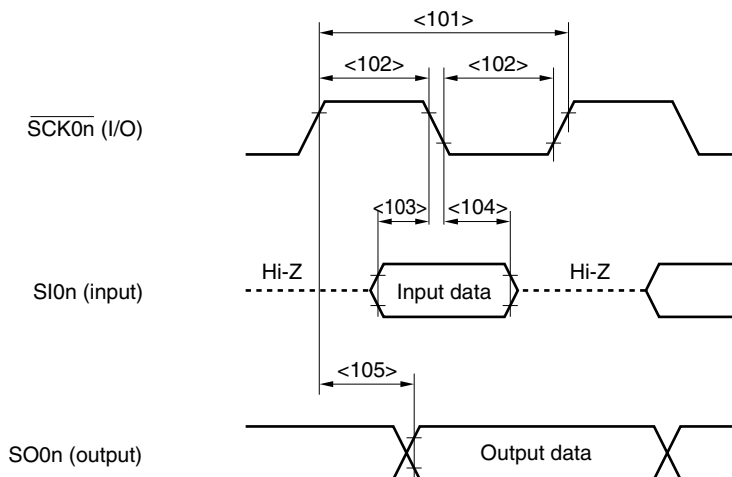 <101>
<102> <102>
SCK0n (I/O)
<103> <104>
Hi-Z Hi-Z
SI0n (input) Input data
<105>
SO0n (output) Output data